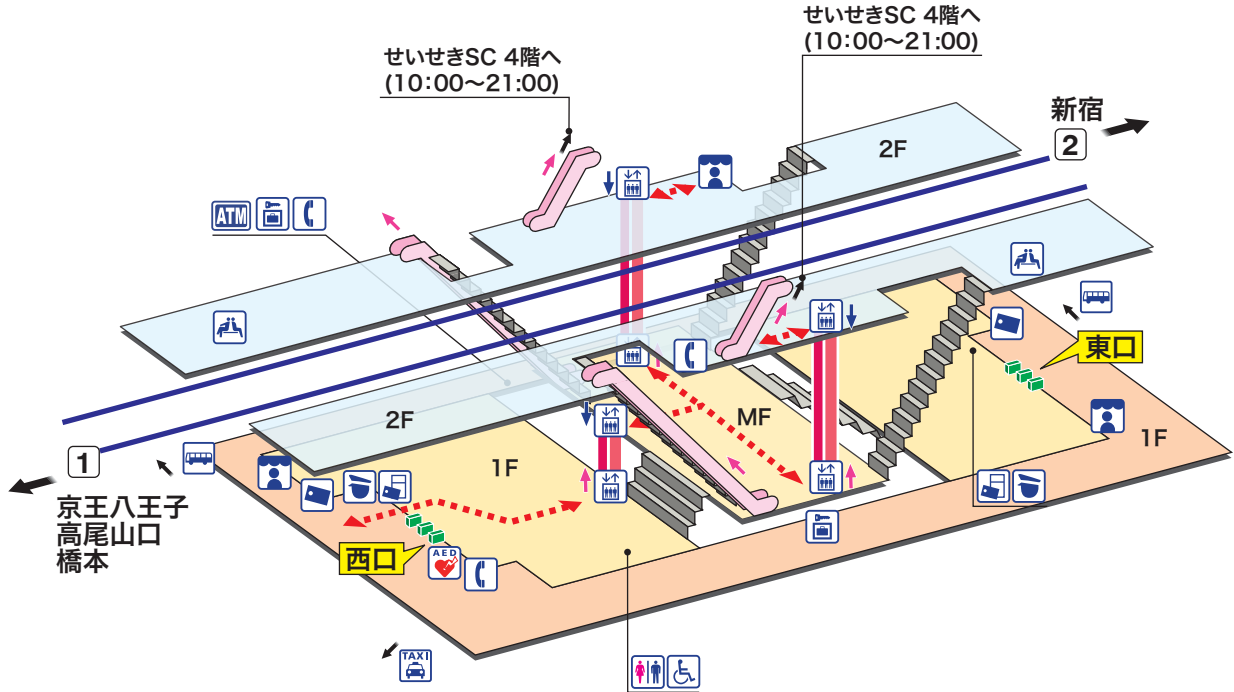 せいせきSC 4階へ
(10:00〜21:00)
せいせきSC 4階へ
(10:00〜21:00)
新宿
2
2F
ATM
東口
MF
2F
1F
1F
1
京王八王子
高尾山口
橋本
西口
AED
TAXI